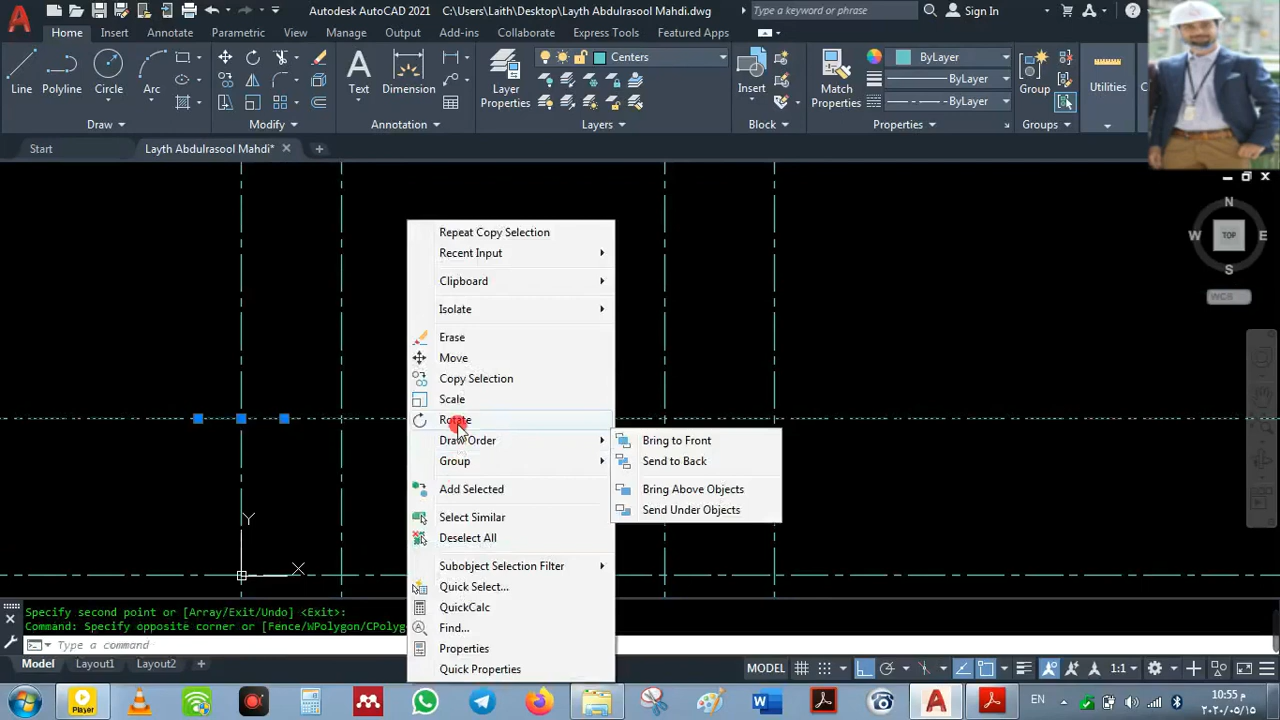 Autodesk AutoCAD 2021 C:\Users\Laith\Desktop\Layth Abdulrasool Mahdi.dwg
Type a keyword or phrase
Sign In
Home Insert Annotate Parametric View Manage Output Add-ins Collaborate Express Tools Featured Apps
Centers
ByLayer
ByLayer
ByLayer
Line Polyline Circle Arc
Text Dimension
Layer
Properties
Insert
Match
Properties
Group
Utilities
Draw Modify Annotation Layers Block Properties Groups
Start Layth Abdulrasool Mahdi*
N
W TOP E
S
WCS
Repeat Copy Selection
Recent Input
Clipboard
Isolate
Erase
Move
Copy Selection
Scale
Rotate
Draw Order
Group
Add Selected
Select Similar
Deselect All
Subobject Selection Filter
Quick Select...
QuickCalc
Find...
Properties
Quick Properties
Bring to Front
Send to Back
Bring Above Objects
Send Under Objects
Y
X
Specify second point or [Array/Exit/Undo] <Exit>:
Command: Specify opposite corner or [Fence/WPolygon/CPolyg
Type a command
Model Layout1 Layout2
MODEL
1:1
Player
EN
10:55 م
٢٠٢٠/٠٥/١٥